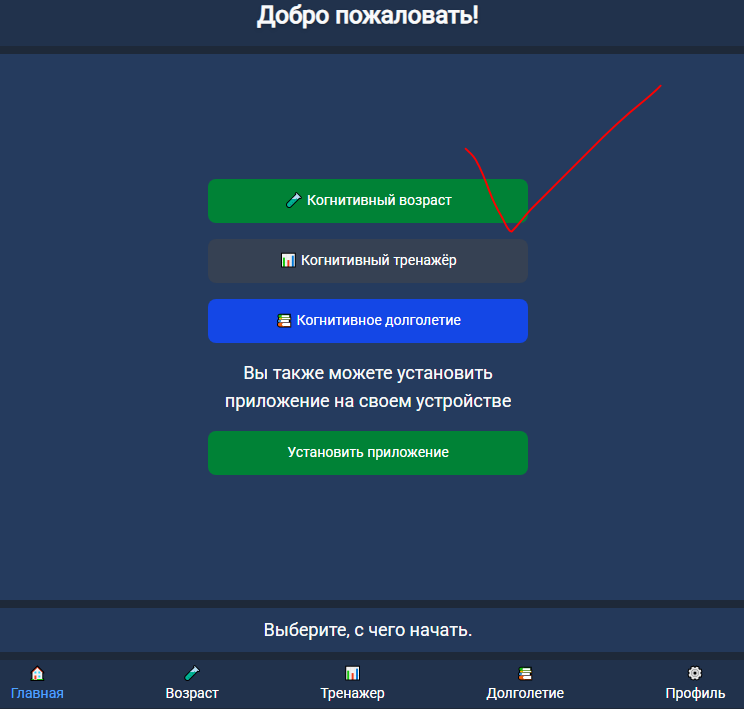 Добро пожаловать!
Когнитивный возраст
Когнитивный тренажёр
Когнитивное долголетие
Вы также можете установить
приложение на своем устройстве
Установить приложение
Выберите, с чего начать.
Главная Возраст Тренажер Долголетие Профиль